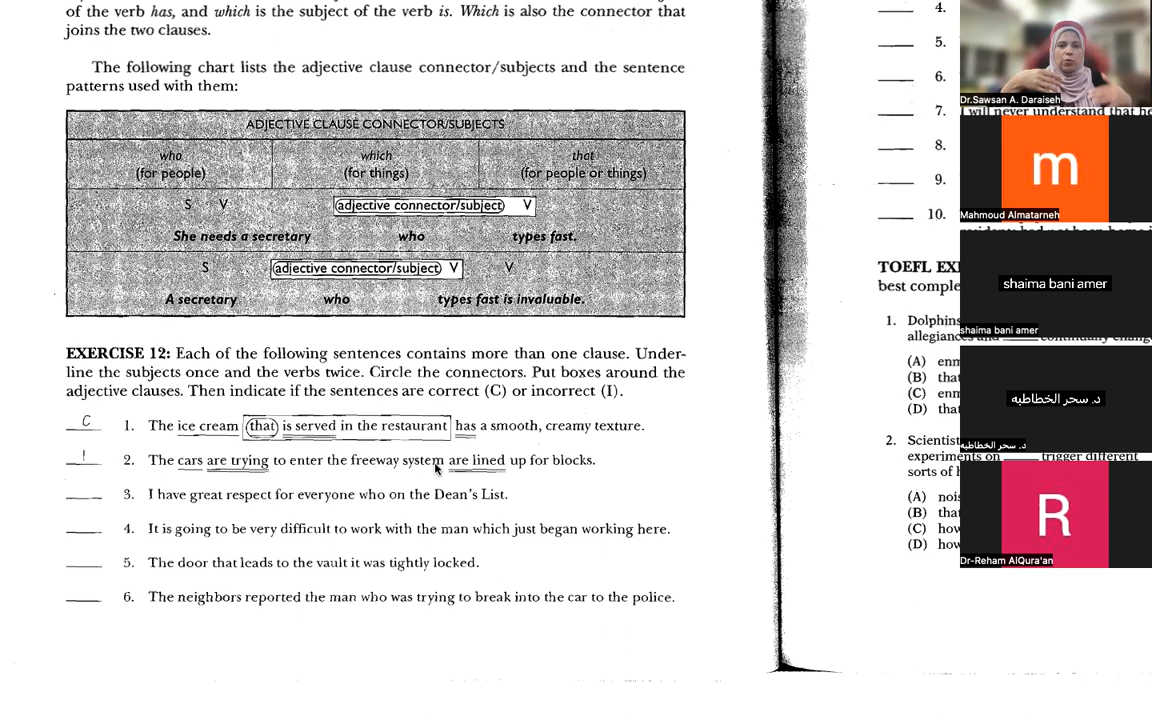 of the verb has, and which is the subject of the verb is. Which is also the connector that
joins the two clauses.
The following chart lists the adjective clause connector/subjects and the sentence
patterns used with them:
ADJECTIVE CLAUSE CONNECTOR/SUBJECTS
who
(for people)
which
(for things)
that
(for people or things)
S V (adjective connector/subject) V
She needs a secretary who types fast.
S (adjective connector/subject) V V
A secretary who types fast is invaluable.
EXERCISE 12: Each of the following sentences contains more than one clause. Under-
line the subjects once and the verbs twice. Circle the connectors. Put boxes around the
adjective clauses. Then indicate if the sentences are correct (C) or incorrect (I).
C 1. The ice cream that is served in the restaurant has a smooth, creamy texture.
I 2. The cars are trying to enter the freeway system are lined up for blocks.
____ 3. I have great respect for everyone who on the Dean's List.
____ 4. It is going to be very difficult to work with the man which just began working here.
____ 5. The door that leads to the vault it was tightly locked.
____ 6. The neighbors reported the man who was trying to break into the car to the police.
____ 4.
____ 5.
____ 6.
____ 7. I will never understand that
____ 8.
____ 9.
____ 10.
TOEFL
best
1. Dolphins
(A)
(B)
(C)
(D)
2.
experiments on ____ trigger different
sorts of
(A)
(B)
(C) how
(D) how
Dr.Sawsan A. Daraiseh
m
Mahmoud Almatarneh
shaima bani amer
shaima bani amer
د. سحر الخطاطبه
د. سحر الخطاطبه
R
Dr-Reham AlQura'an